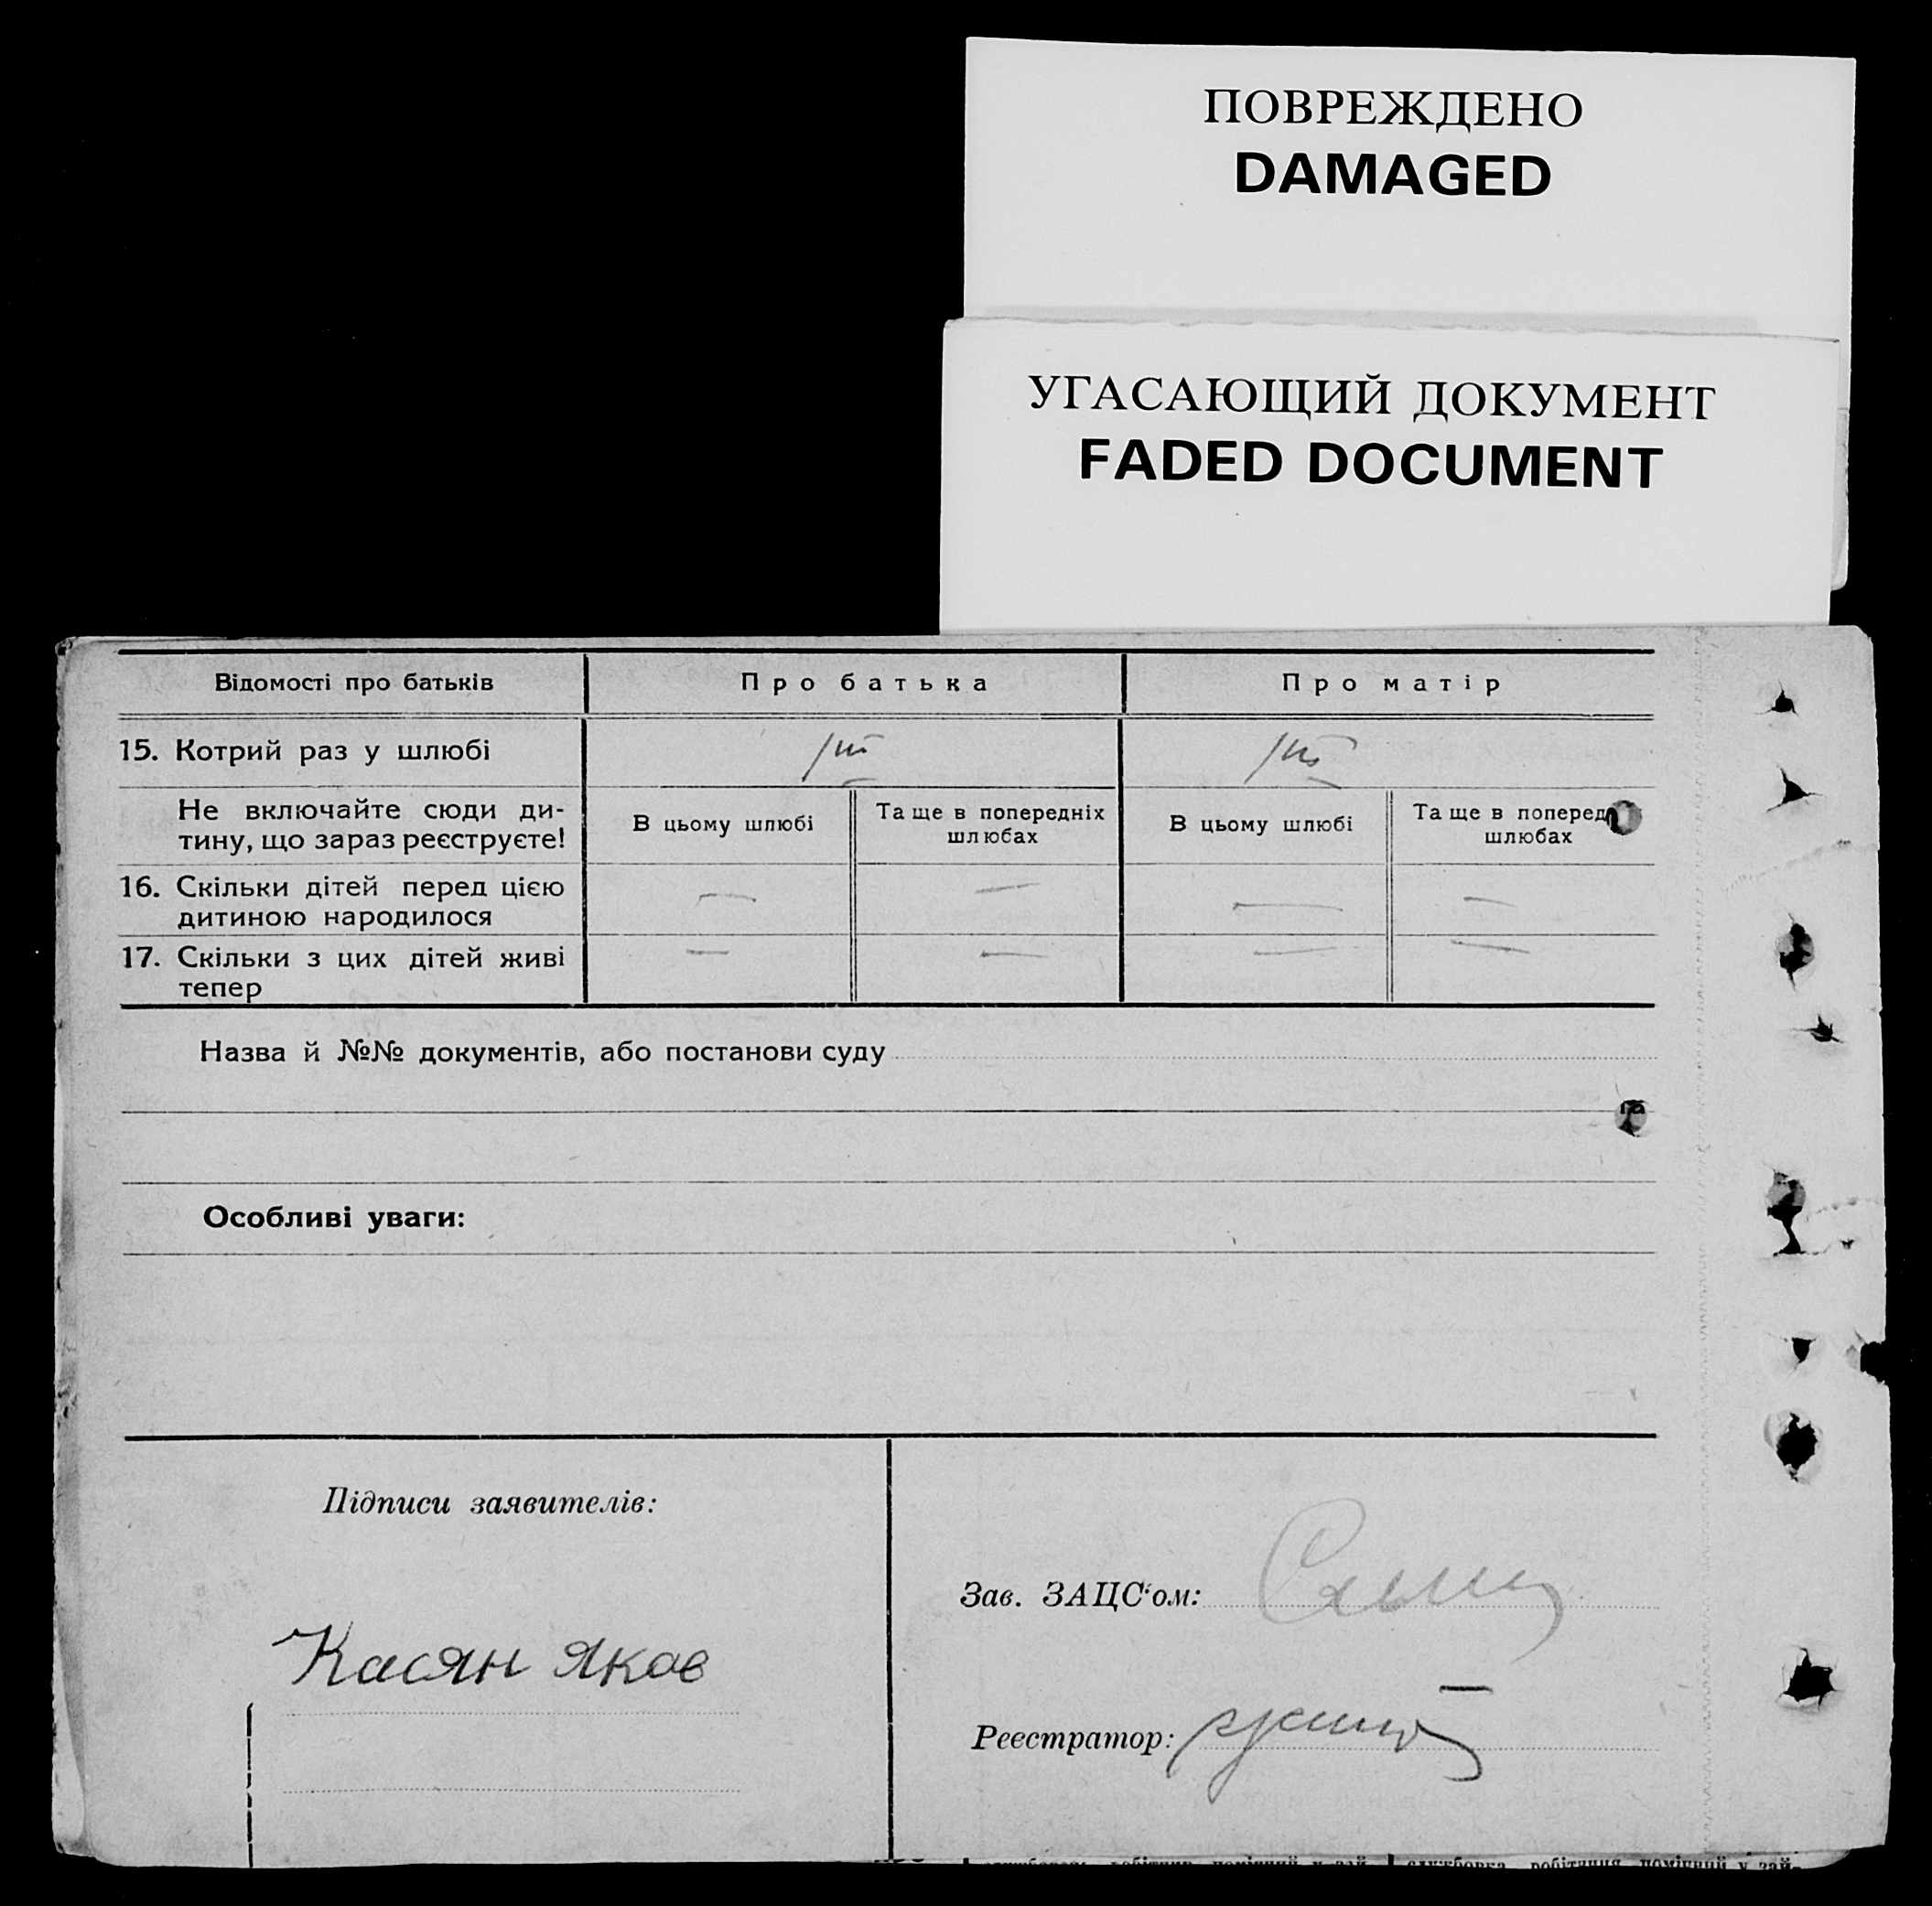 ПОВРЕЖДЕНО
DAMAGED
УГАСАЮЩИЙ ДОКУМЕНТ
FADED DOCUMENT
Відомості про батьків
Про батька
Про матір
15. Котрий раз у шлюбі
Не включайте сюди ди-
тину, що зараз реєструєте!
В цьому шлюбі
Та ще в попередніх
шлюбах
В цьому шлюбі
Та ще в поперед
шлюбах
16. Скільки дітей перед цією
дитиною народилося
— — — —
17. Скільки з цих дітей живі
тепер
— — — —
Назва й №№ документів, або постанови суду
Особливі уваги:
Підписи заявителів:
Касян Яков
Зав. ЗАЦС‘ом:
Реєстратор: